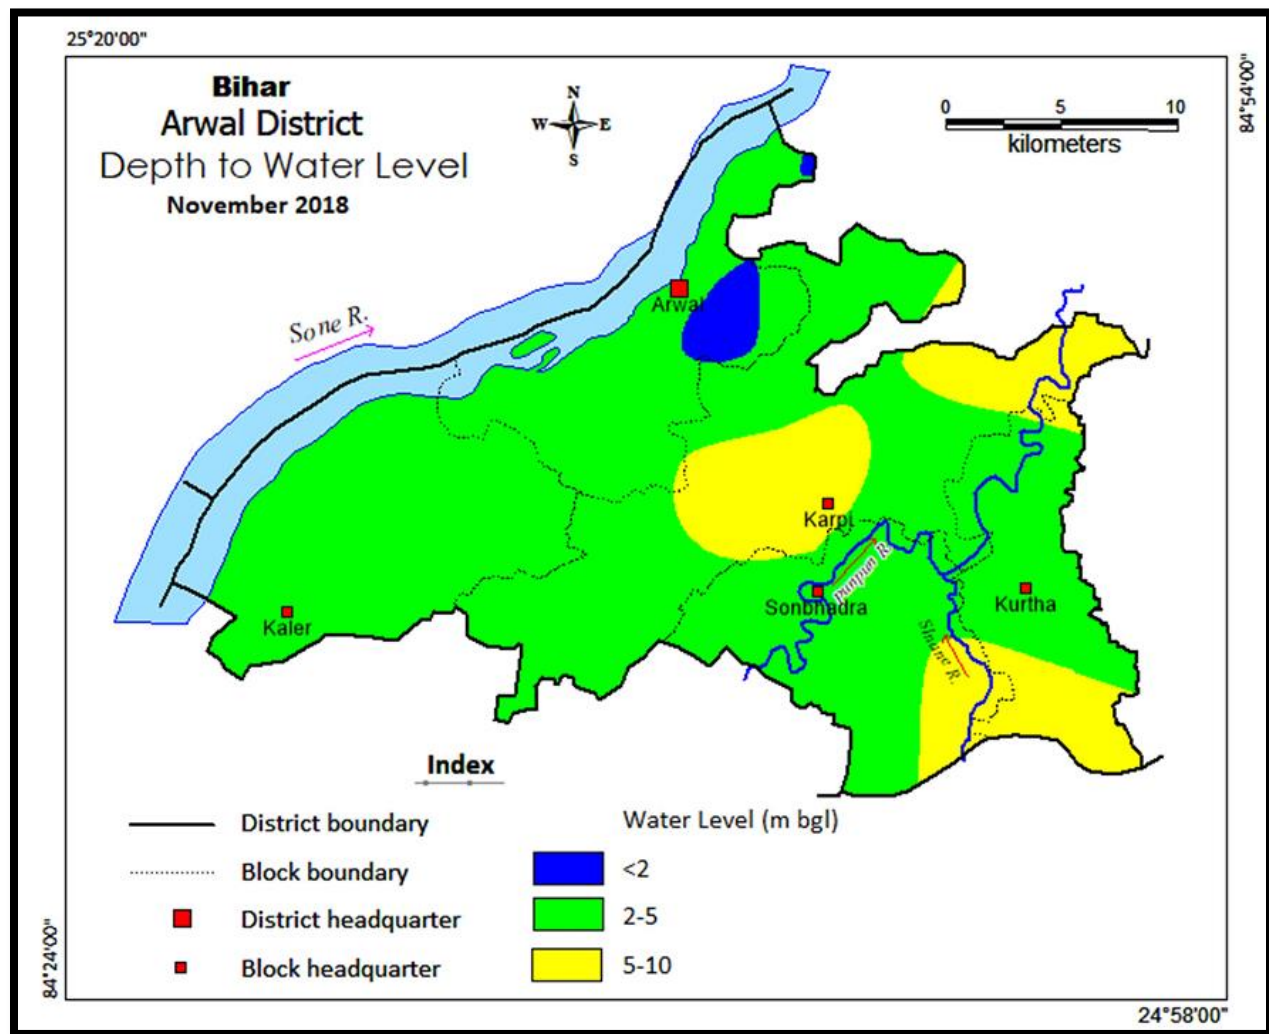 25°20'00"
84°54'00"
Bihar
Arwal District
Depth to Water Level
November 2018
N
W E
S
0 5 10
kilometers
Sone R.
Arwal
Karpi
Punpun R.
Sonbhadra
Kurtha
Kaler
Index
District boundary
Block boundary
District headquarter
Block headquarter
Water Level (m bgl)
<2
2-5
5-10
84°24'00"
24°58'00"